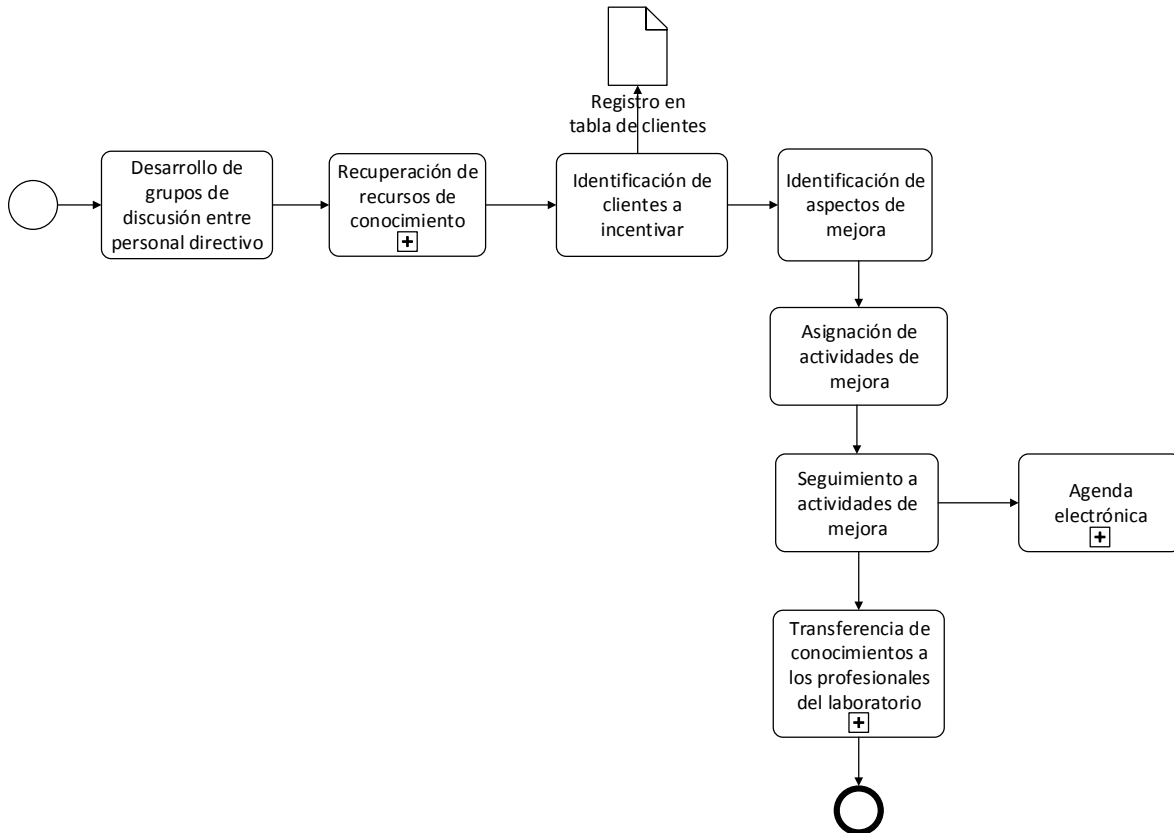 Registro en
tabla de clientes
Desarrollo de
grupos de
discusión entre
personal directivo
Recuperación de
recursos de
conocimiento
Identificación de
clientes a
incentivar
Identificación de
aspectos de
mejora
Asignación de
actividades de
mejora
Seguimiento a
actividades de
mejora
Agenda
electrónica
Transferencia de
conocimientos a
los profesionales
del laboratorio